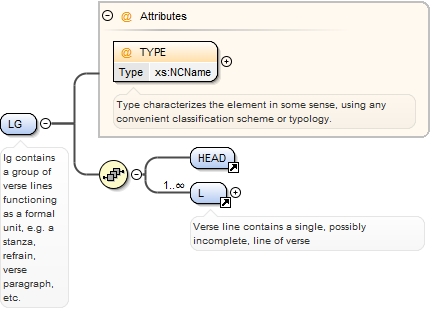 @ Attributes
@ TYPE
Type xs:NCName
Type characterizes the element in some sense, using any
convenient classification scheme or typology.
LG
lg contains
a group of
verse lines
functioning
as a formal
unit, e.g. a
stanza,
refrain,
verse
paragraph,
etc.
HEAD
1..∞
L
Verse line contains a single, possibly
incomplete, line of verse